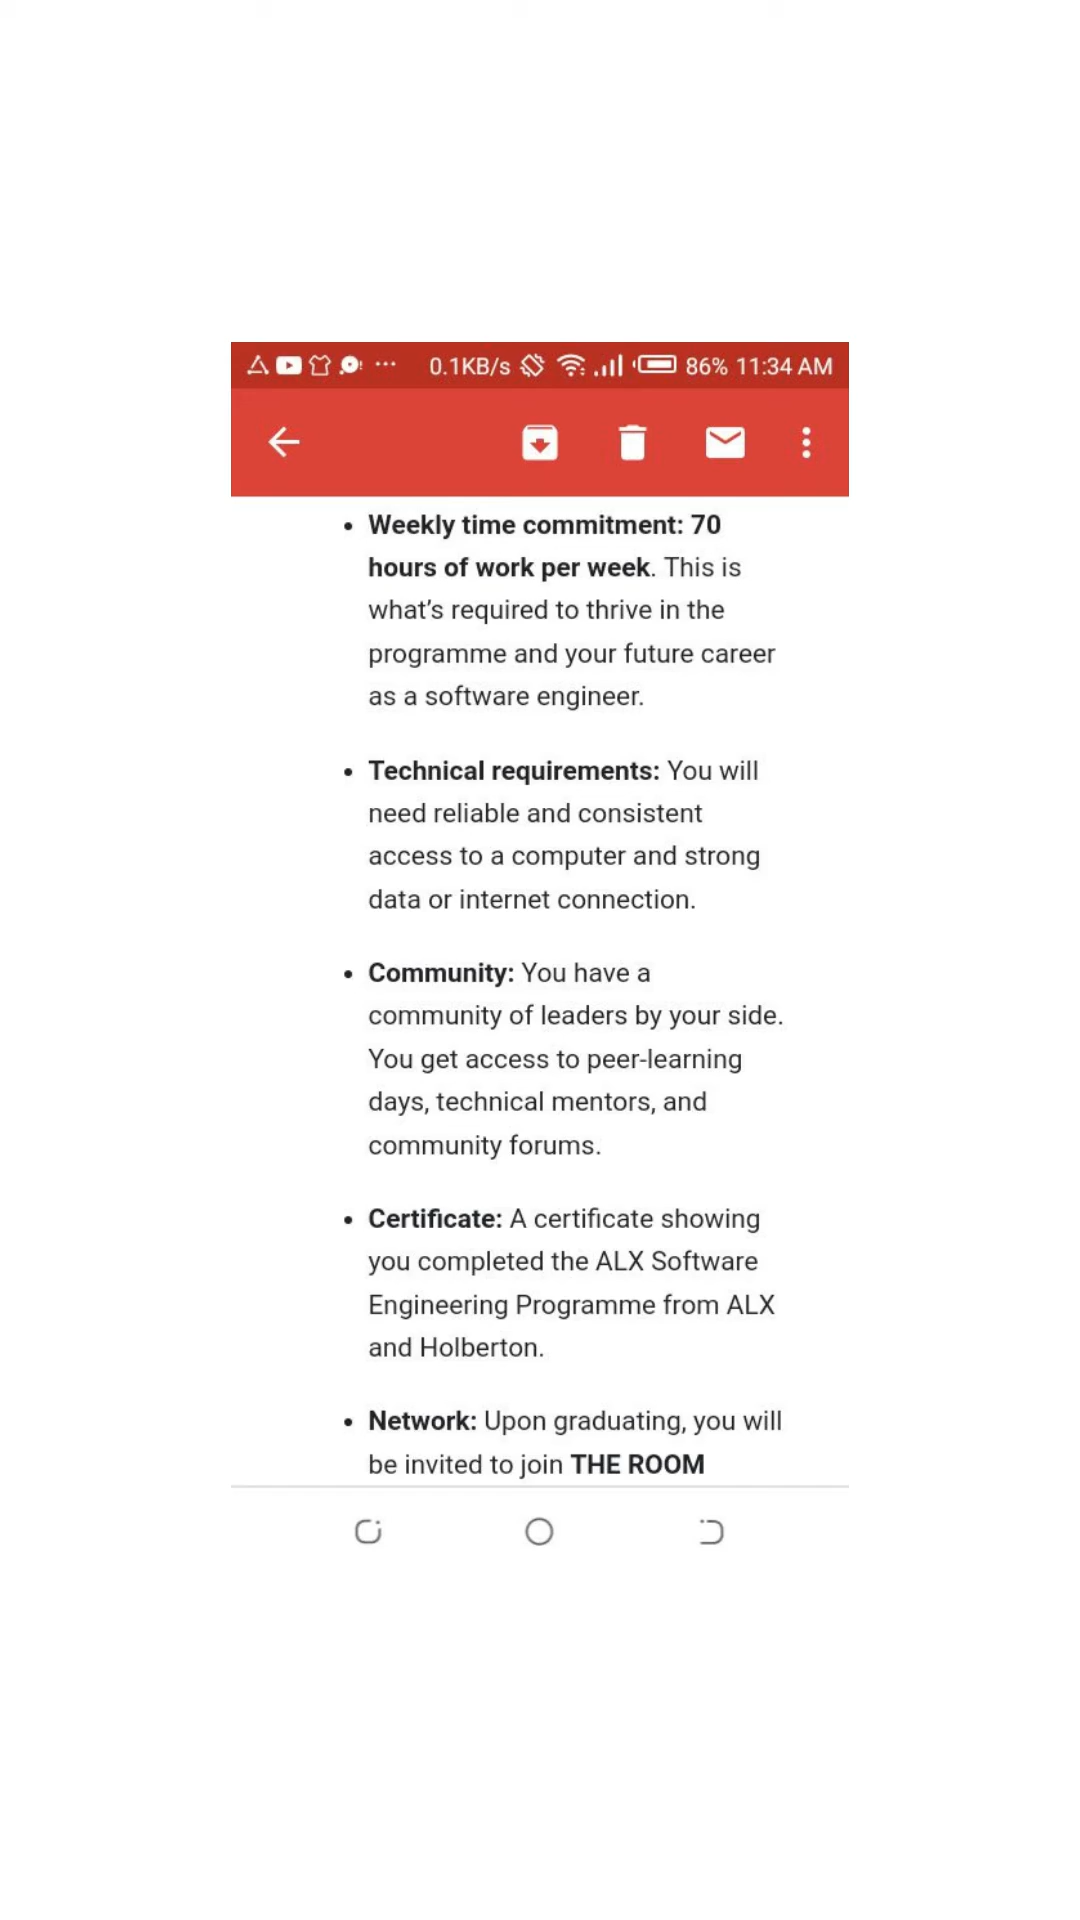 0.1KB/s 86% 11:34 AM
• Weekly time commitment: 70
hours of work per week. This is
what’s required to thrive in the
programme and your future career
as a software engineer.
• Technical requirements: You will
need reliable and consistent
access to a computer and strong
data or internet connection.
• Community: You have a
community of leaders by your side.
You get access to peer-learning
days, technical mentors, and
community forums.
• Certificate: A certificate showing
you completed the ALX Software
Engineering Programme from ALX
and Holberton.
• Network: Upon graduating, you will
be invited to join THE ROOM